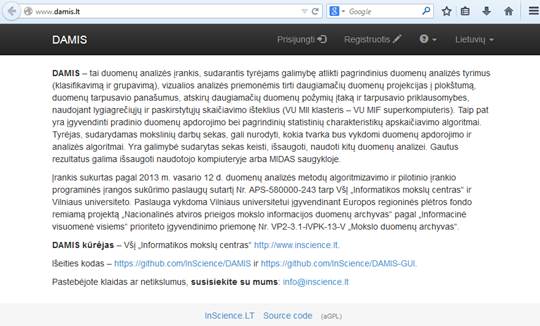 www.damis.lt
Google
DAMIS
Prisijungti
Registruotis
Lietuvių
DAMIS – tai duomenų analizės įrankis, sudarantis tyrėjams galimybę atlikti pagrindinius duomenų analizės tyrimus
(klasifikavimą ir grupavimą), vizualios analizės priemonėmis tirti daugiamačių duomenų projekcijas į plokštumą,
duomenų tarpusavio panašumus, atskirų daugiamačių duomenų požymių įtaką ir tarpusavio priklausomybes,
naudojant lygiagrečiųjų ir paskirstytųjų skaičiavimo išteklius (VU MII klasteris – VU MIF superkompiuteris). Taip pat
yra įgyvendinti pradinio duomenų apdorojimo bei pagrindinių statistinių charakteristikų apskaičiavimo algoritmai.
Tyrėjas, sudarydamas mokslinių darbų sekas, gali nurodyti, kokia tvarka bus vykdomi duomenų apdorojimo ir
analizės algoritmai. Yra galimybė sudarytas sekas keisti, išsaugoti, naudoti kitų duomenų analizei. Gautus
rezultatus galima išsaugoti naudotojo kompiuteryje arba MIDAS saugykloje.
Įrankis sukurtas pagal 2013 m. vasario 12 d. duomenų analizės metodų algoritmizavimo ir pilotinio įrankio
programinės įrangos sukūrimo paslaugų sutartį Nr. APS-580000-243 tarp VšĮ „Informatikos mokslų centras“ ir
Vilniaus universiteto. Paslauga vykdoma Vilniaus universitetui įgyvendinant Europos regioninės plėtros fondo
remiamą projektą „Nacionalinės atviros prieigos mokslo informacijos duomenų archyvas“ pagal „Informacinė
visuomenė visiems“ prioriteto įgyvendinimo priemonę Nr. VP2-3.1-IVPK-13-V „Mokslo duomenų archyvas“.
DAMIS kūrėjas – VšĮ „Informatikos mokslų centras“ http://www.inscience.lt.
Išeities kodas – https://github.com/InScience/DAMIS ir https://github.com/InScience/DAMIS-GUI.
Pastebėjote klaidas ar netikslumus, susisiekite su mums: info@inscience.lt
InScience.LT Source code (aGPL)